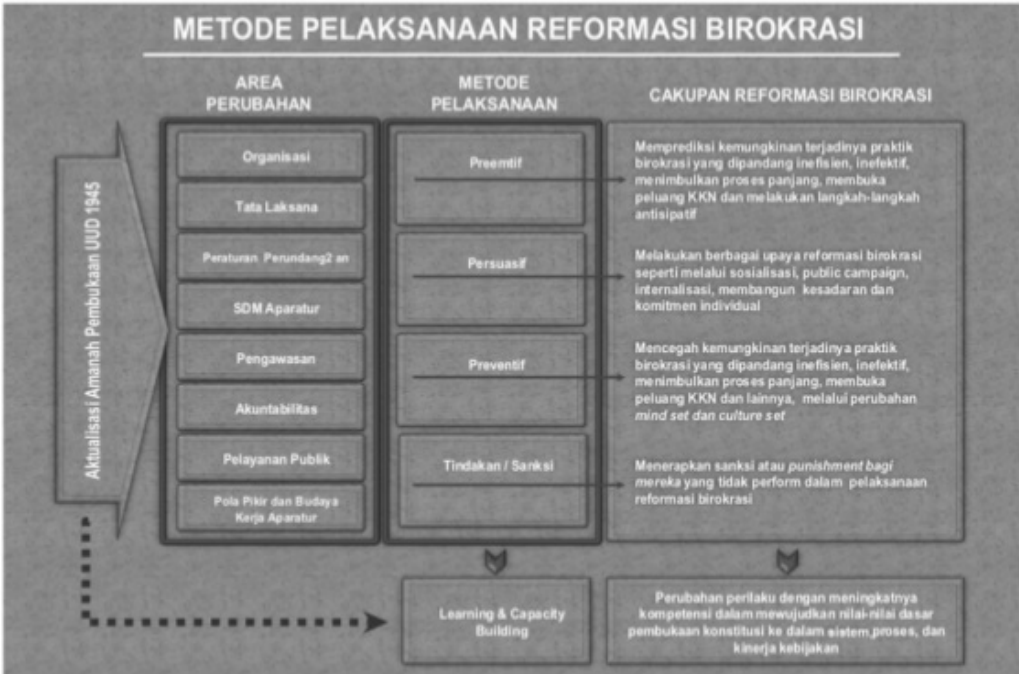 METODE PELAKSANAAN REFORMASI BIROKRASI
AREA
PERUBAHAN
METODE
PELAKSANAAN
CAKUPAN REFORMASI BIROKRASI
Aktualisasi Amanah Pembukaan UUD 1945
Organisasi
Tata Laksana
Peraturan Perundang2 an
SDM Aparatur
Pengawasan
Akuntabilitas
Pelayanan Publik
Pola Pikir dan Budaya
Kerja Aparatur
Preemtif
Persuasif
Preventif
Tindakan / Sanksi
Memprediksi kemungkinan terjadinya praktik
birokrasi yang dipandang inefisien, inefektif,
menimbulkan proses panjang, membuka
peluang KKN dan melakukan langkah-langkah
antisipatif
Melakukan berbagai upaya reformasi birokrasi
seperti melalui sosialisasi, public campaign,
internalisasi, membangun kesadaran dan
komitmen individual
Mencegah kemungkinan terjadinya praktik
birokrasi yang dipandang inefisien, inefektif,
menimbulkan proses panjang, membuka
peluang KKN dan lainnya, melalui perubahan
mind set dan culture set
Menerapkan sanksi atau punishment bagi
mereka yang tidak perform dalam pelaksanaan
reformasi birokrasi
Learning & Capacity
Building
Perubahan perilaku dengan meningkatnya
kompetensi dalam mewujudkan nilai-nilai dasar
pembukaan konstitusi ke dalam sistem,proses, dan
kinerja kebijakan